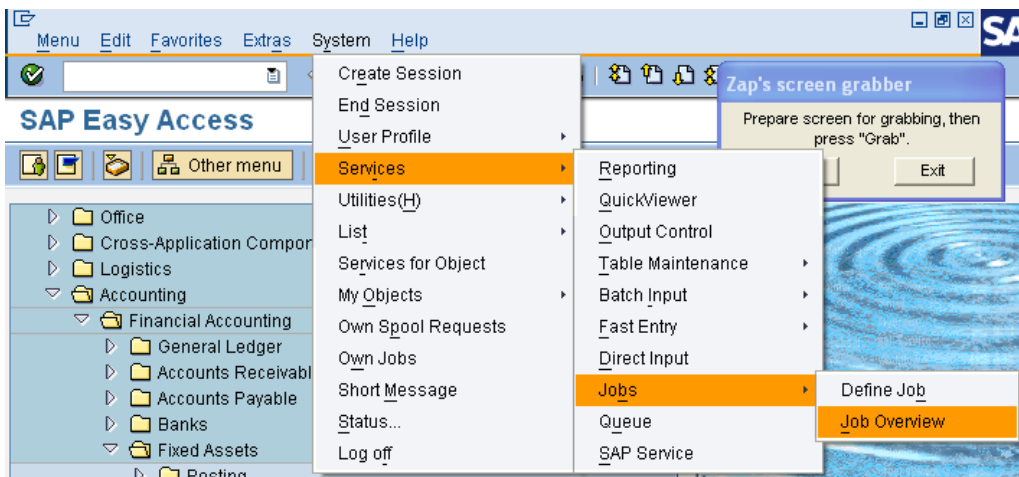 Menu Edit Favorites Extras System Help
SA
Zap's screen grabber
Prepare screen for grabbing, then
press "Grab".
Exit
SAP Easy Access
Other menu
Office
Cross-Application Compor
Logistics
Accounting
Financial Accounting
General Ledger
Accounts Receivabl
Accounts Payable
Banks
Fixed Assets
Posting
Create Session
End Session
User Profile
Services
Utilities(H)
List
Services for Object
My Objects
Own Spool Requests
Own Jobs
Short Message
Status...
Log off
Reporting
QuickViewer
Output Control
Table Maintenance
Batch Input
Fast Entry
Direct Input
Jobs
Queue
SAP Service
Define Job
Job Overview